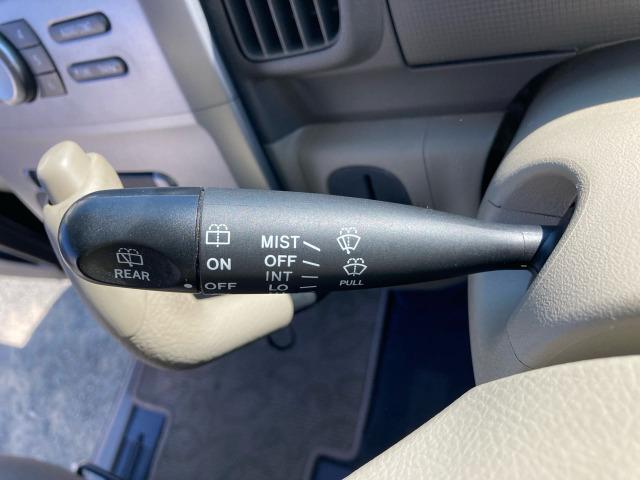 REAR
ON
OFF
MIST
OFF
INT
LO
PULL